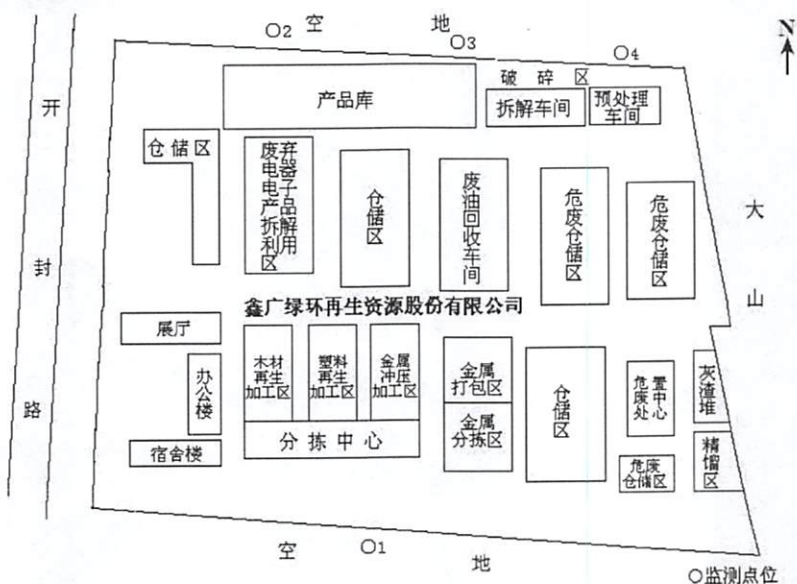 O2 空 地
O3
O4
N
破碎区
产品库
拆解车间
预处理
车间
开封路
仓储区
废弃电器电子产品拆解利用区
仓储区
废油回收车间
危废仓储区
危废仓储区
大山
鑫广绿环再生资源股份有限公司
展厅
办公楼
宿舍楼
木材
再生
加工区
塑料
再生
加工区
金属
冲压
加工区
分拣中心
金属
打包区
金属
分拣区
仓储区
危废处置中心
灰渣堆
精馏区
危废
仓储区
空 O1 地
O监测点位